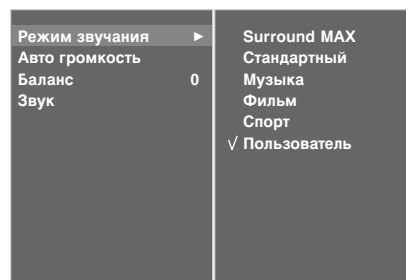 Режим звучания ►
Авто громкость
Баланс 0
Звук
Surround MAX
Стандартный
Музыка
Фильм
Спорт
√ Пользователь